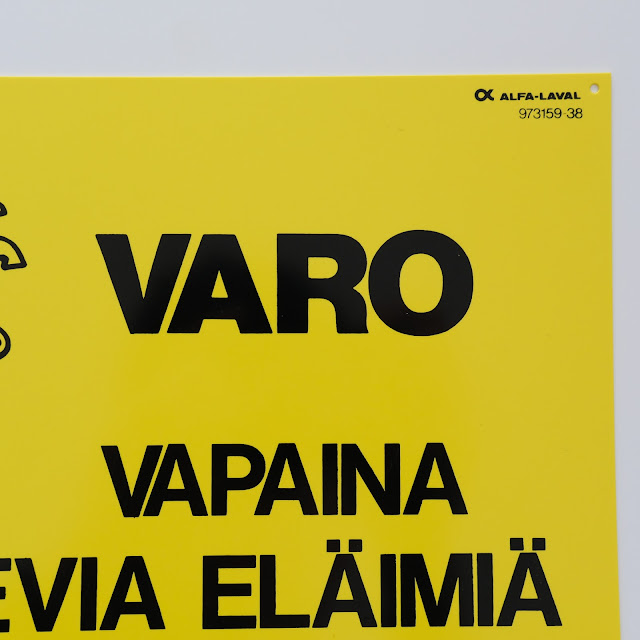 ALFA-LAVAL
973159-38
VARO
VAPAINA
EVIA ELÄIMIÄ